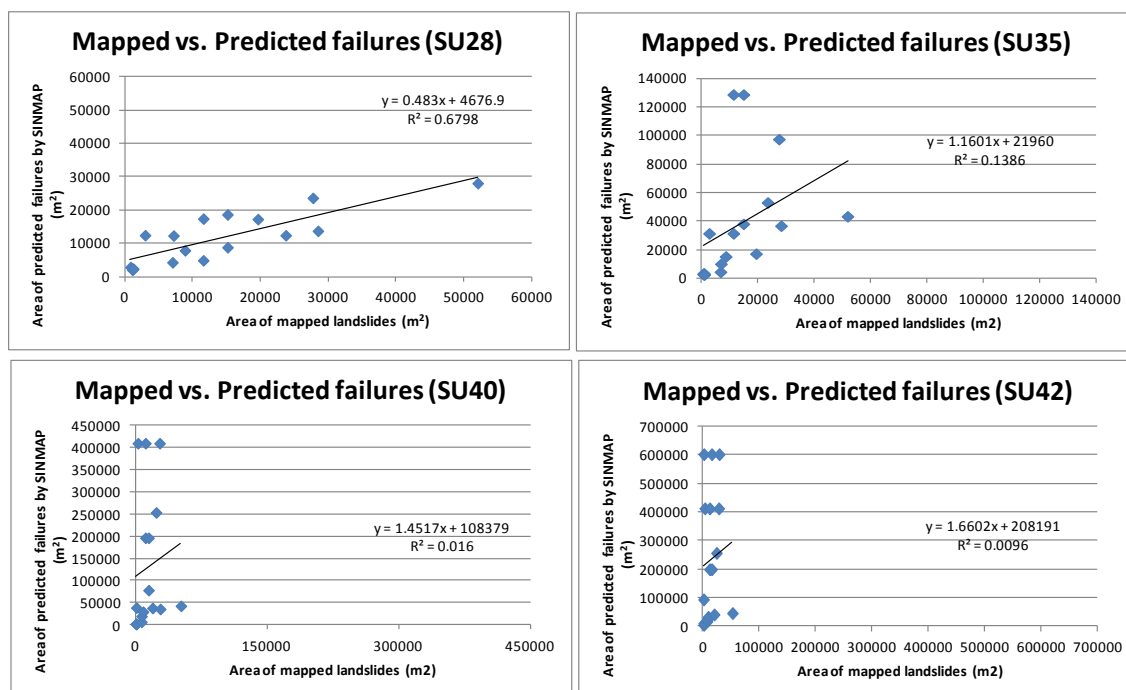 Mapped vs. Predicted failures (SU28)
Area of predicted failures by SINMAP
(m²)
60000
50000
40000
30000
20000
10000
0
y = 0.483x + 4676.9
R² = 0.6798
0 10000 20000 30000 40000 50000 60000
Area of mapped landslides (m²)
Mapped vs. Predicted failures (SU35)
Area of predicted failures by SINMAP
(m²)
140000
120000
100000
80000
60000
40000
20000
0
y = 1.1601x + 21960
R² = 0.1386
0 20000 40000 60000 80000 100000 120000 140000
Area of mapped landslides (m2)
Mapped vs. Predicted failures (SU40)
Area of predicted failures by SINMAP
(m²)
450000
400000
350000
300000
250000
200000
150000
100000
50000
0
y = 1.4517x + 108379
R² = 0.016
0 150000 300000 450000
Area of mapped landslides (m2)
Mapped vs. Predicted failures (SU42)
Area of predicted failures by SINMAP
(m²)
700000
600000
500000
400000
300000
200000
100000
0
y = 1.6602x + 208191
R² = 0.0096
0 100000 200000 300000 400000 500000 600000 700000
Area of mapped landslides (m2)